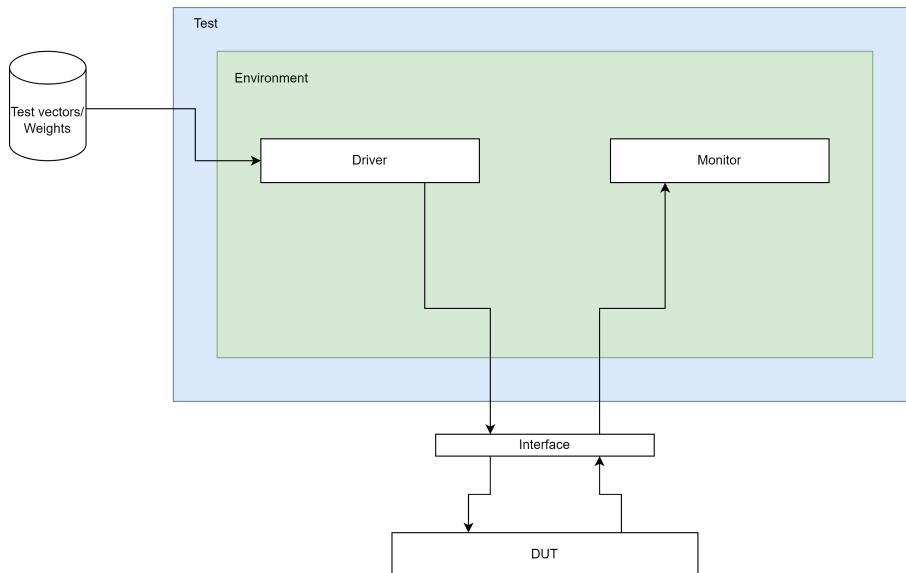 Test
Environment
Test vectors/
Weights
Driver
Monitor
Interface
DUT